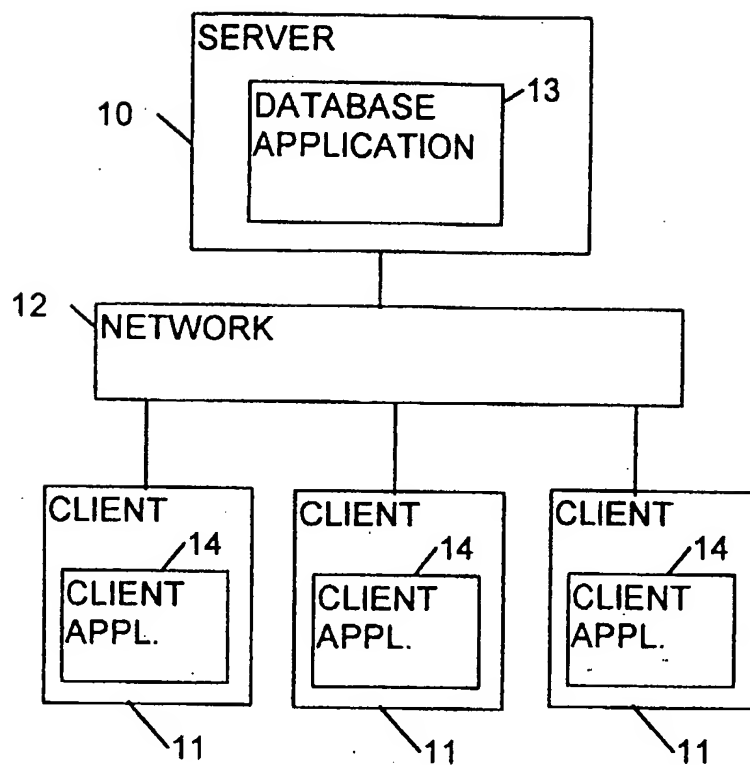 SERVER
10
DATABASE
APPLICATION
13
12
NETWORK
CLIENT
14
CLIENT
APPL.
11
CLIENT
14
CLIENT
APPL.
11
CLIENT
14
CLIENT
APPL.
11